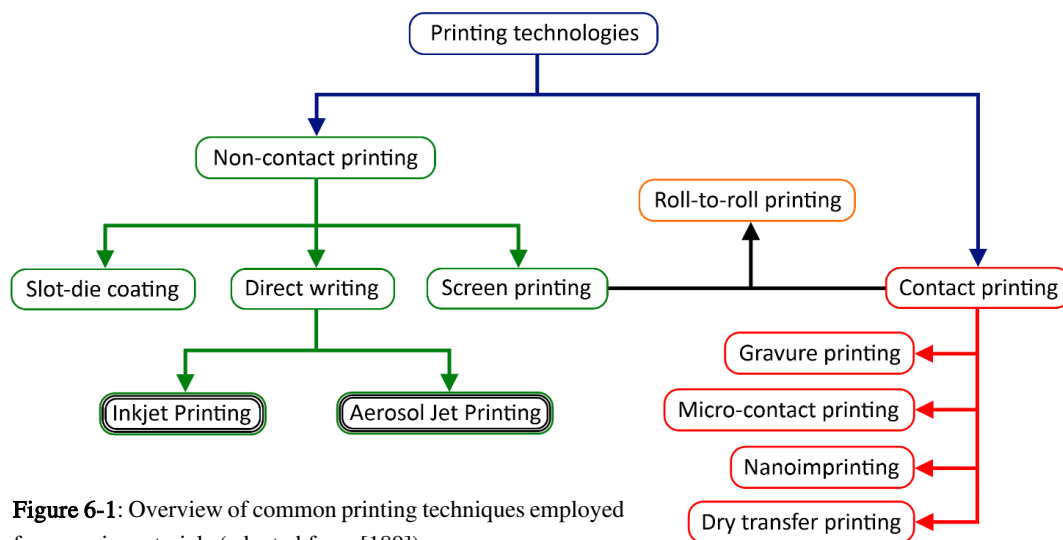 Printing technologies
Non-contact printing
Roll-to-roll printing
Slot-die coating
Direct writing
Screen printing
Contact printing
Gravure printing
Inkjet Printing
Aerosol Jet Printing
Micro-contact printing
Nanoimprinting
Dry transfer printing
Figure 6-1: Overview of common printing techniques employed